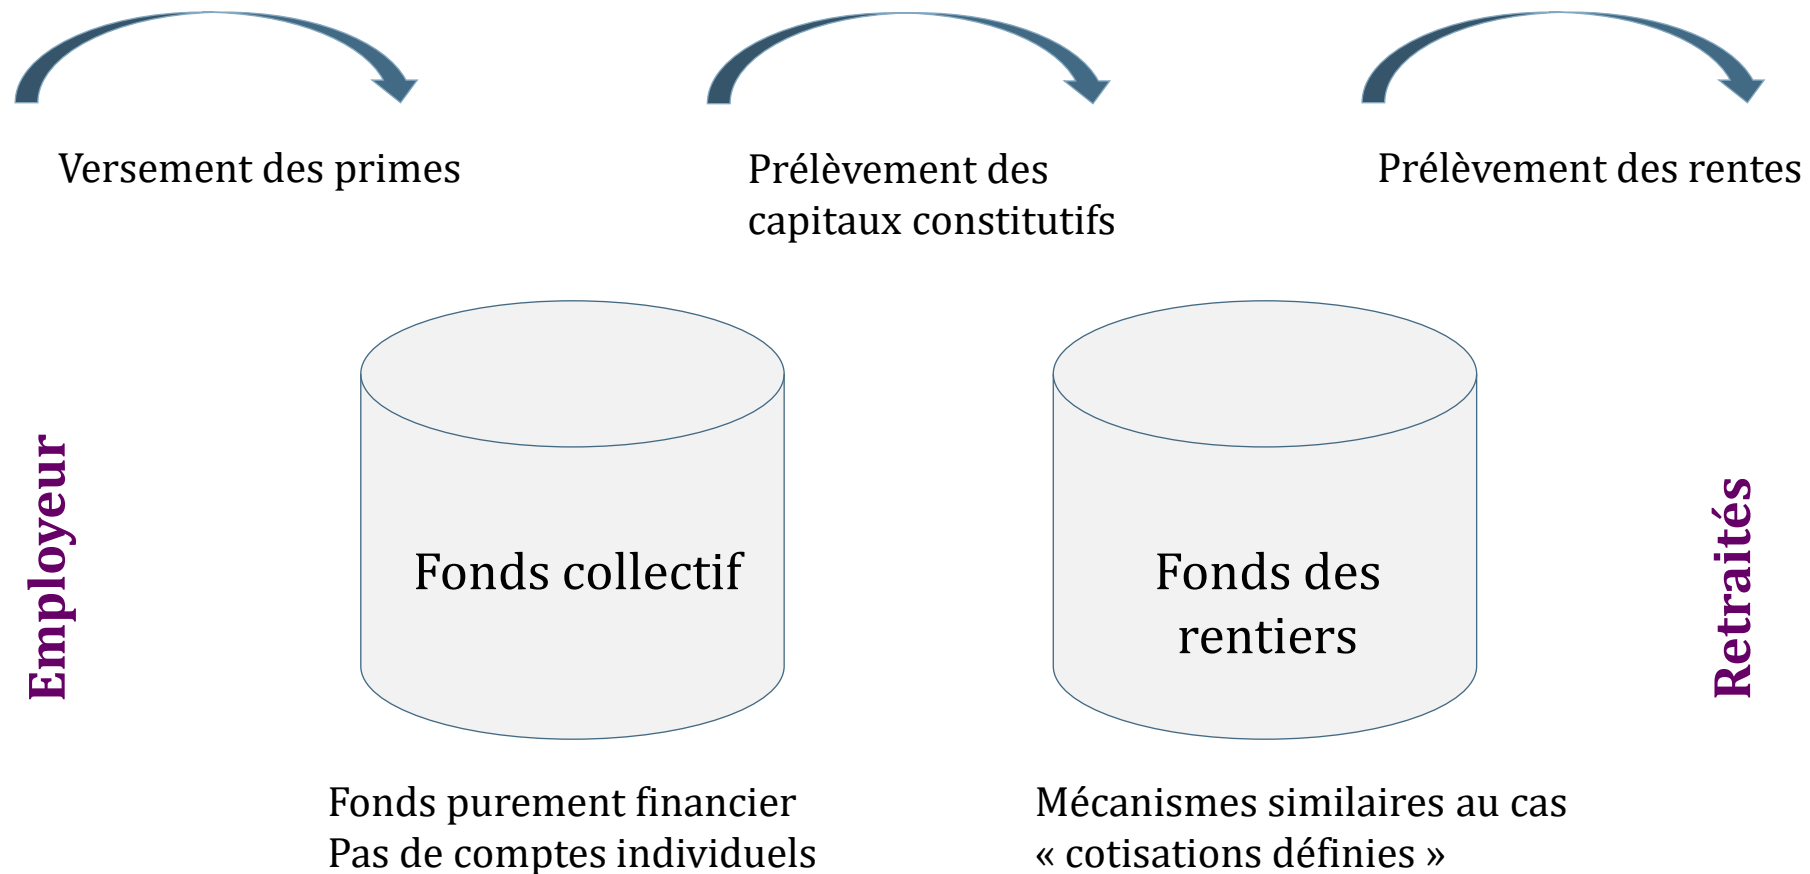 Versement des primes
Prélèvement des
capitaux constitutifs
Prélèvement des rentes
Employeur
Fonds collectif
Fonds des
rentiers
Retraités
Fonds purement financier
Pas de comptes individuels
Mécanismes similaires au cas
« cotisations définies »